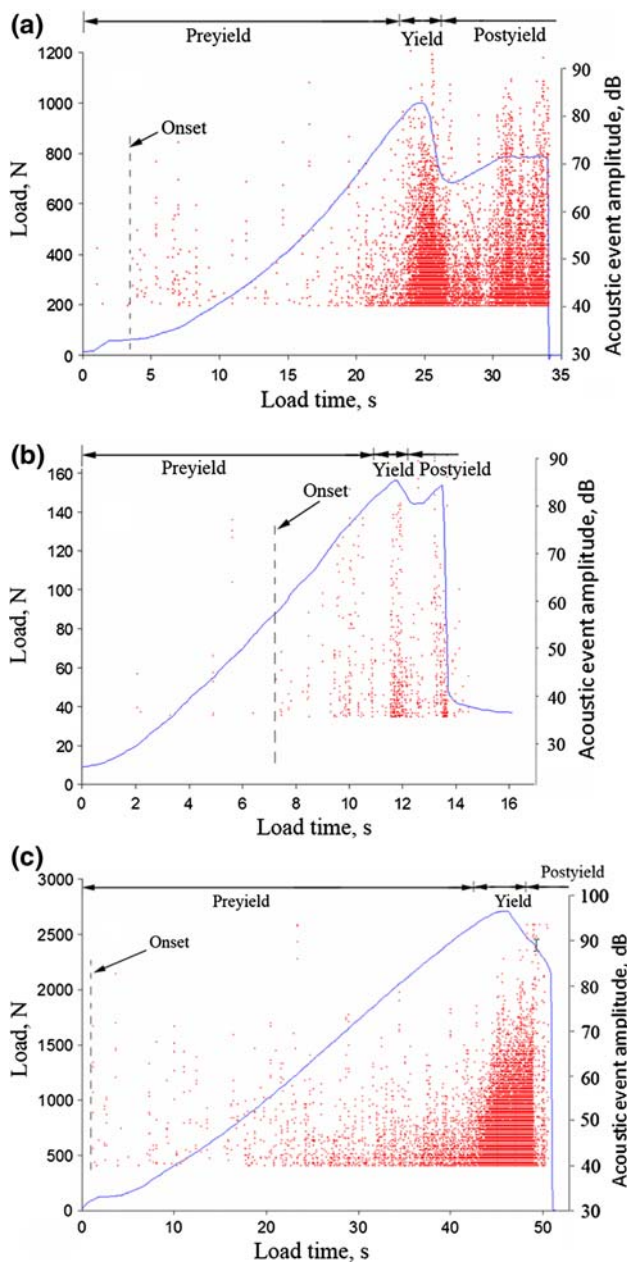 (a)
Preyield Yield Postyield
1200
1000
800
600
400
200
0
Load, N
Onset
90
80
70
60
50
40
30
Acoustic event amplitude, dB
0 5 10 15 20 25 30 35
Load time, s
(b)
Preyield Yield Postyield
160
140
120
100
80
60
40
20
0
Load, N
Onset
90
80
70
60
50
40
30
Acoustic event amplitude, dB
0 2 4 6 8 10 12 14 16
Load time, s
(c)
Postyield
Preyield Yield
3000
2500
2000
1500
1000
500
0
Load, N
Onset
100
90
80
70
60
50
40
30
Acoustic event amplitude, dB
0 10 20 30 40 50
Load time, s